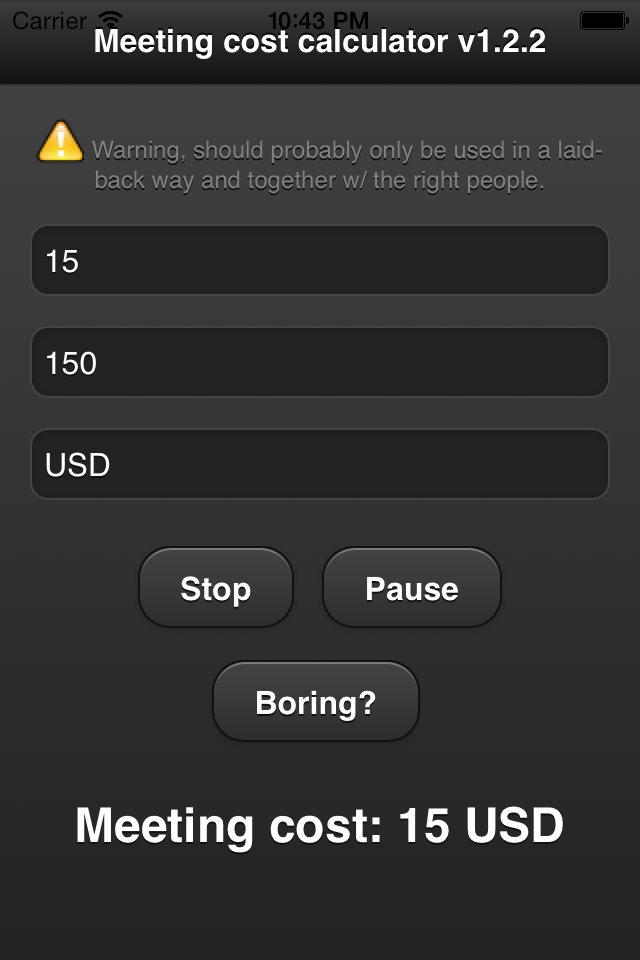 Carrier 10:43 PM
Meeting cost calculator v1.2.2
Warning, should probably only be used in a laid-
back way and together w/ the right people.
15
150
USD
Stop Pause
Boring?
Meeting cost: 15 USD